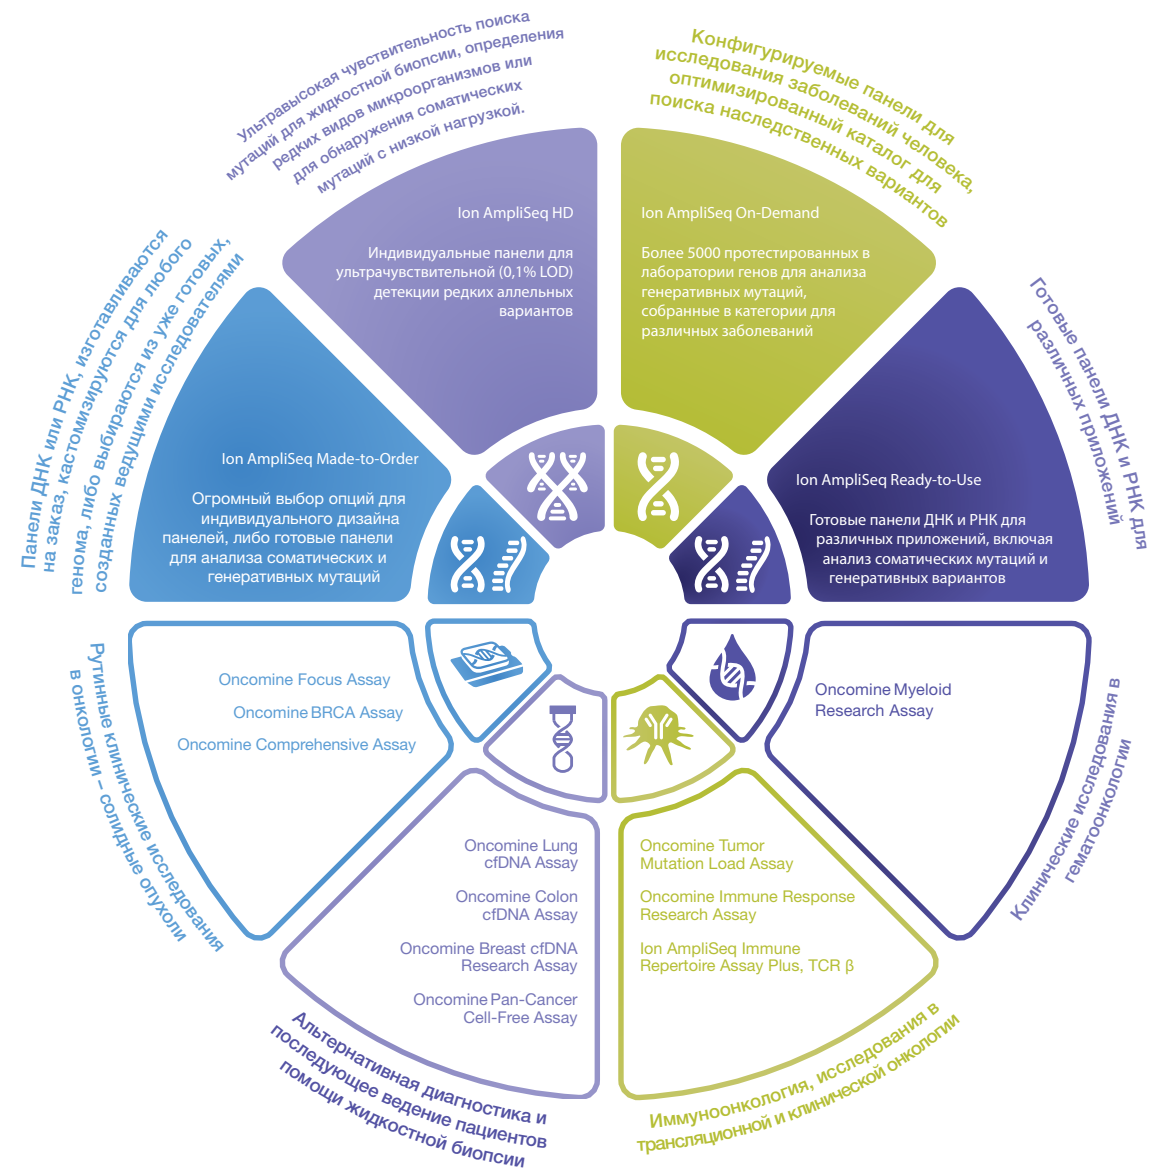 Ультравысокая чувствительность поиска
мутаций для жидкостной биопсии, определения
редких видов микроорганизмов или
для обнаружения соматических
мутаций с низкой нагрузкой.
Конфигурируемые панели для
исследования заболеваний человека,
оптимизированный каталог для
поиска наследственных вариантов
Ion AmpliSeq HD
Индивидуальные панели для
ультрачувствительной (0,1% LOD)
детекции редких аллельных
вариантов
Ion AmpliSeq On-Demand
Более 5000 протестированных в
лаборатории генов для анализа
генеративных мутаций,
собранные в категории для
различных заболеваний
Панели ДНК или РНК, изготавливаются
на заказ, кастомизируются для любого
генома, либо выбираются из уже готовых,
созданных ведущими исследователями
Ion AmpliSeq Made-to-Order
Огромный выбор опций для
индивидуального дизайна
панелей, либо готовые панели
для анализа соматических и
генеративных мутаций
Ion AmpliSeq Ready-to-Use
Готовые панели ДНК и РНК для
различных приложений, включая
анализ соматических мутаций и
генеративных вариантов
Готовые панели ДНК и РНК для
различных приложений
Рутинные клинические исследования
в онкологии – солидные опухоли
Oncomine Focus Assay
Oncomine BRCA Assay
Oncomine Comprehensive Assay
Oncomine Myeloid
Research Assay
Клинические исследования в
гематоонкологии
Oncomine Lung
cfDNA Assay
Oncomine Colon
cfDNA Assay
Oncomine Breast cfDNA
Research Assay
Oncomine Pan-Cancer
Cell-Free Assay
Oncomine Tumor
Mutation Load Assay
Oncomine Immune Response
Research Assay
Ion AmpliSeq Immune
Repertoire Assay Plus, TCR β
Альтернативная диагностика и
последующее ведение пациентов
помощи жидкостной биопсии
Иммуноонкология, исследования в
трансляционной и клинической онкологии